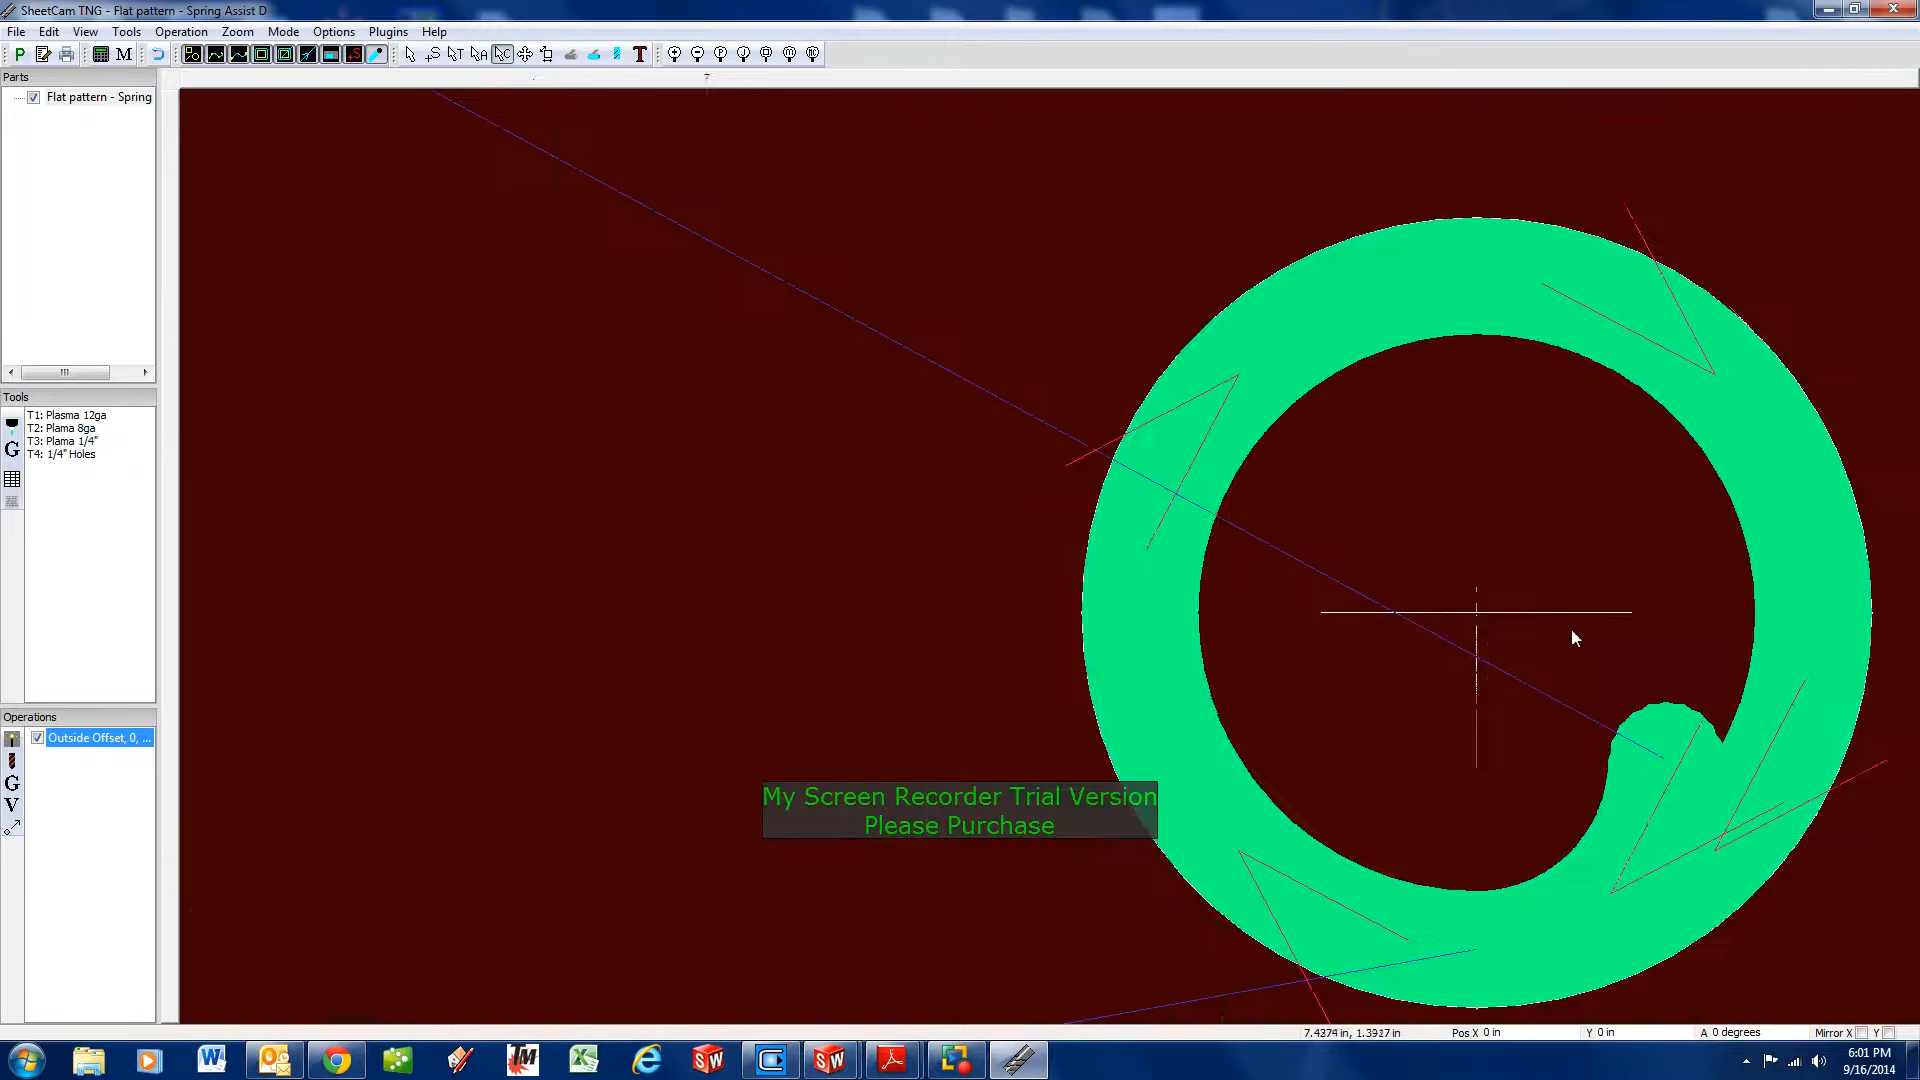 SheetCam TNG - Flat pattern - Spring Assist D
File Edit View Tools Operation Zoom Mode Options Plugins Help
P M S T A C T P J M MC
Parts
Flat pattern - Spring
Tools
T1: Plasma 12ga
T2: Plama 8ga
T3: Plama 1/4"
T4: 1/4" Holes
G
Operations
Outside Offset, 0, ...
G
V
7
My Screen Recorder Trial Version
Please Purchase
7.4374 in, 1.3927 in Pos X 0 in Y 0 in A 0 degrees Mirror X Y
6:01 PM
9/16/2014